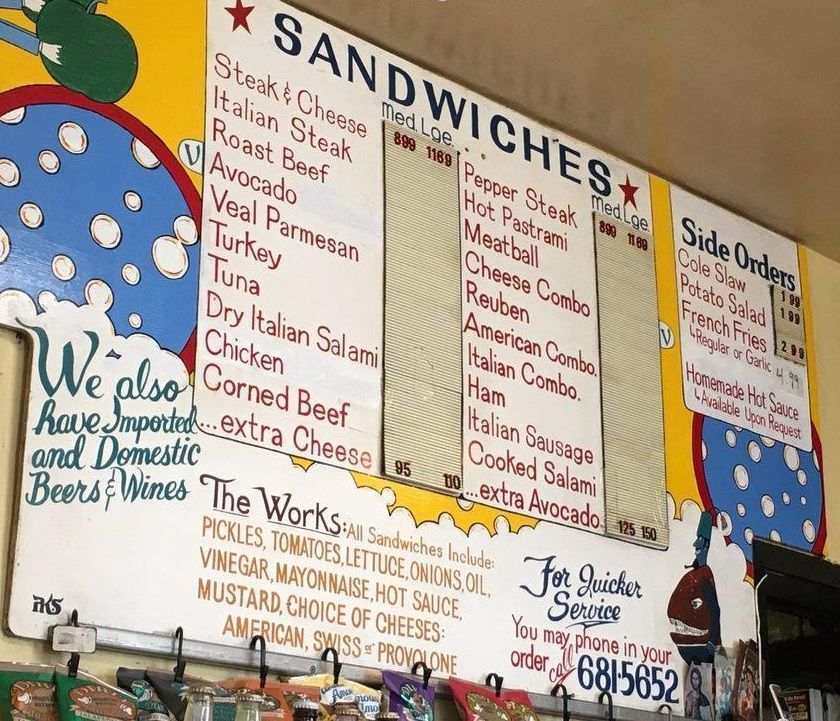 SANDWICHES
med Lge
899 1169
Steak & Cheese
Italian Steak
Roast Beef
Avocado
Veal Parmesan
Turkey
Tuna
Dry Italian Salami
Chicken
Corned Beef
...extra Cheese
95 110
med Lge
899 1169
Pepper Steak
Hot Pastrami
Meatball
Cheese Combo
Reuben
American Combo.
Italian Combo.
Ham
Italian Sausage
Cooked Salami
...extra Avocado
125 150
Side Orders
Cole Slaw 199
Potato Salad 199
French Fries 299
Regular or Garlic 4.99
Homemade Hot Sauce
Available Upon Request
We also
have Imported
and Domestic
Beers & Wines
The Works: All Sandwiches Include:
PICKLES, TOMATOES, LETTUCE, ONIONS, OIL,
VINEGAR, MAYONNAISE, HOT SAUCE,
MUSTARD, CHOICE OF CHEESES:
AMERICAN, SWISS or PROVOLONE
For Quicker
Service
You may phone in your
order call 681-5652